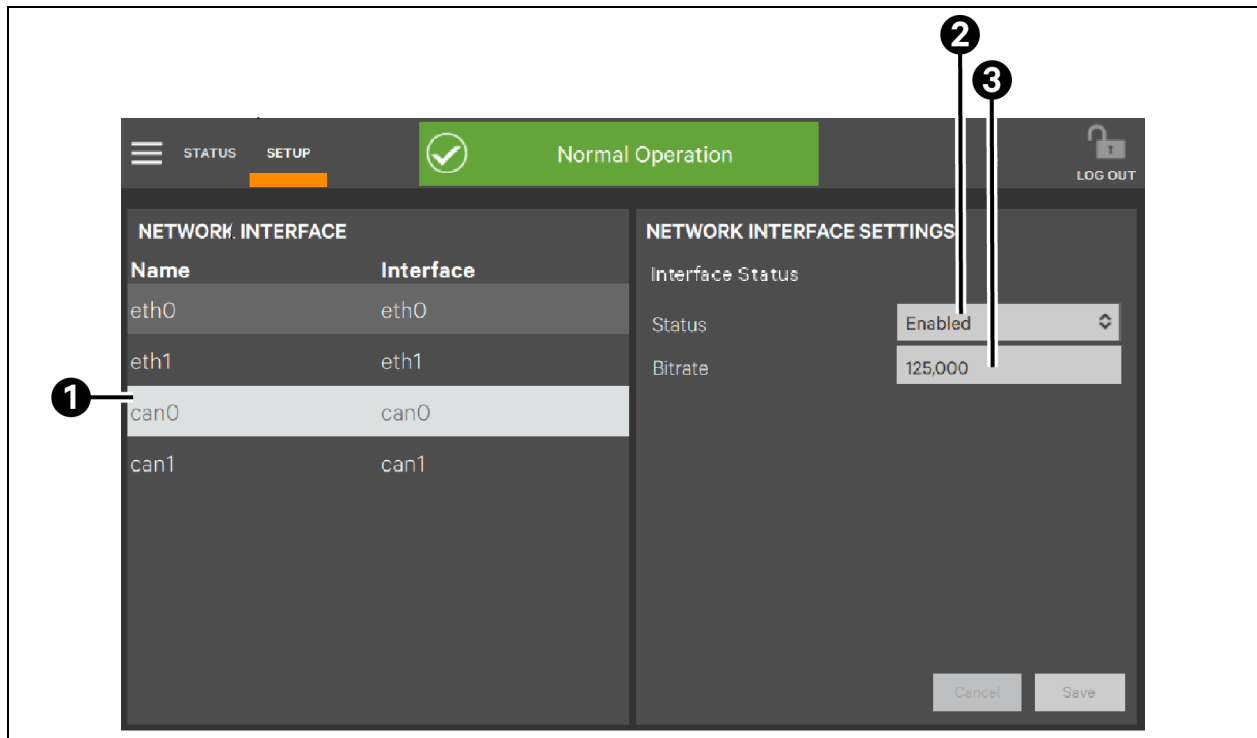 2
3
STATUS SETUP Normal Operation LOG OUT
NETWORK INTERFACE
Name Interface
eth0 eth0
eth1 eth1
1
can0 can0
can1 can1
NETWORK INTERFACE SETTINGS
Interface Status
Status Enabled
Bitrate 125,000
Cancel Save